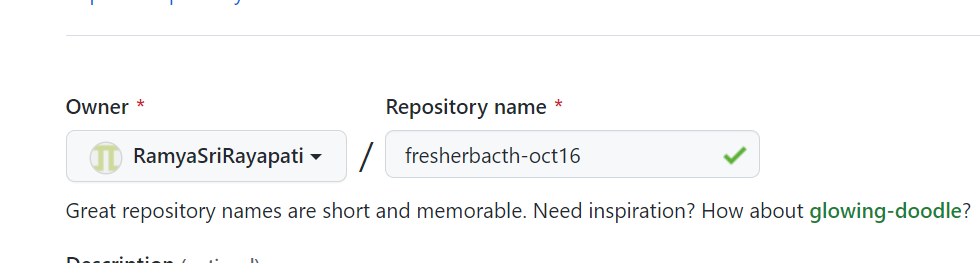 Owner *
Repository name *
RamyaSriRayapati / fresherbacth-oct16
Great repository names are short and memorable. Need inspiration? How about glowing-doodle?